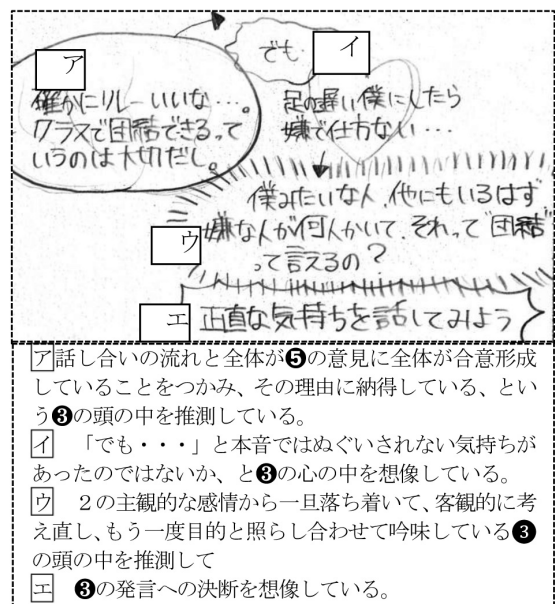 ア
でも
イ
確かにリレーいいな…。
クラスで団結できるって
いうのは大切だし。
足の遅い僕にしたら
嫌で仕方ない…
僕みたいな人、他にもいるはず
ウ
嫌な人が何人かいて、それって"団結"
って言えるの?
エ
正直な気持ちを話してみよう
ア話し合いの流れと全体が❺の意見に全体が合意形成
していることをつかみ、その理由に納得している、とい
う❸の頭の中を推測している。
イ 「でも・・・」と本音ではぬぐいされない気持ちが
あったのではないか、と❸の心の中を想像している。
ウ 2の主観的な感情から一旦落ち着いて、客観的に考
え直し、もう一度目的と照らし合わせて吟味している❸
の頭の中を推測して
エ ❸の発言への決断を想像している。